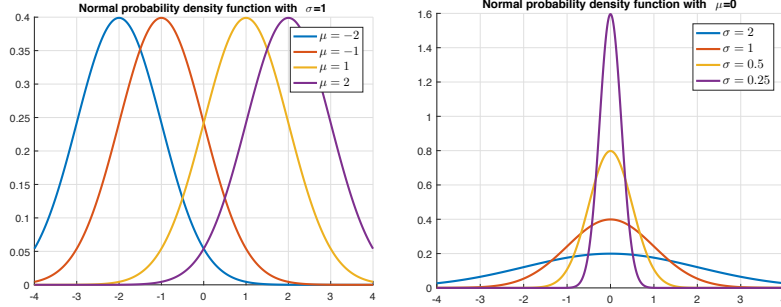 Normal probability density function with σ=1
0.4
0.35
0.3
0.25
0.2
0.15
0.1
0.05
0
-4 -3 -2 -1 0 1 2 3 4
μ = −2
μ = −1
μ = 1
μ = 2
Normal probability density function with μ=0
1.6
1.4
1.2
1
0.8
0.6
0.4
0.2
0
-4 -3 -2 -1 0 1 2 3
σ = 2
σ = 1
σ = 0.5
σ = 0.25